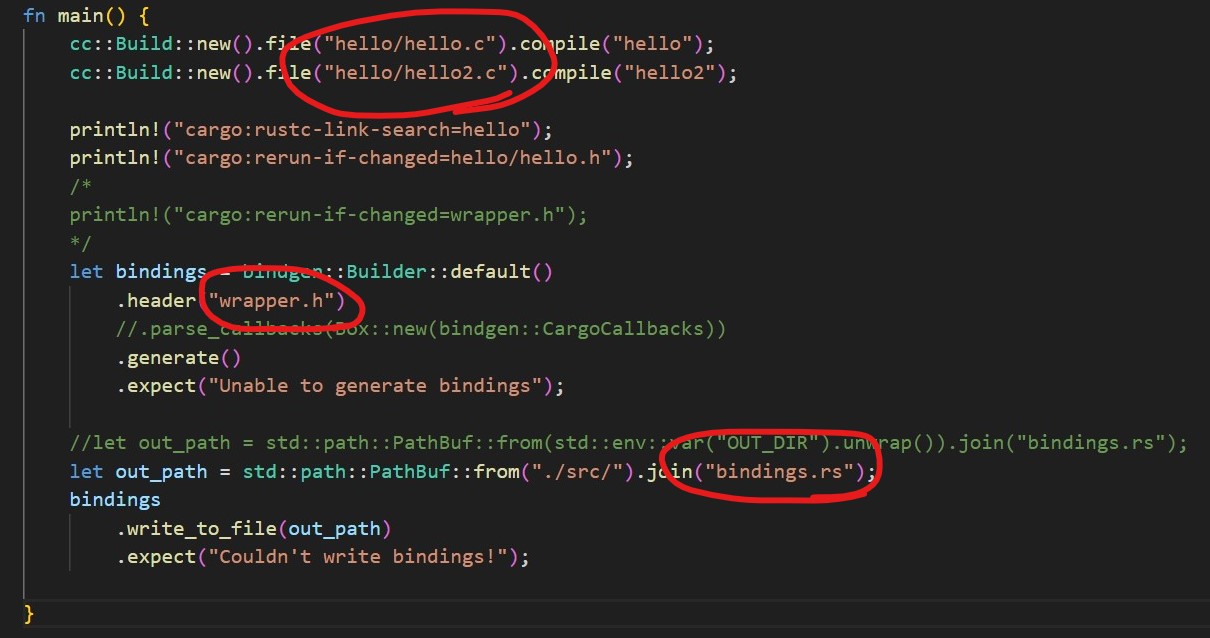 fn main() {
cc::Build::new().file("hello/hello.c").compile("hello");
cc::Build::new().file("hello/hello2.c").compile("hello2");
println!("cargo:rustc-link-search=hello");
println!("cargo:rerun-if-changed=hello/hello.h");
/*
println!("cargo:rerun-if-changed=wrapper.h");
*/
let bindings = bindgen::Builder::default()
.header("wrapper.h")
//.parse_callbacks(Box::new(bindgen::CargoCallbacks))
.generate()
.expect("Unable to generate bindings");
//let out_path = std::path::PathBuf::from(std::env::var("OUT_DIR").unwrap()).join("bindings.rs");
let out_path = std::path::PathBuf::from("./src/").join("bindings.rs");
bindings
.write_to_file(out_path)
.expect("Couldn't write bindings!");
}